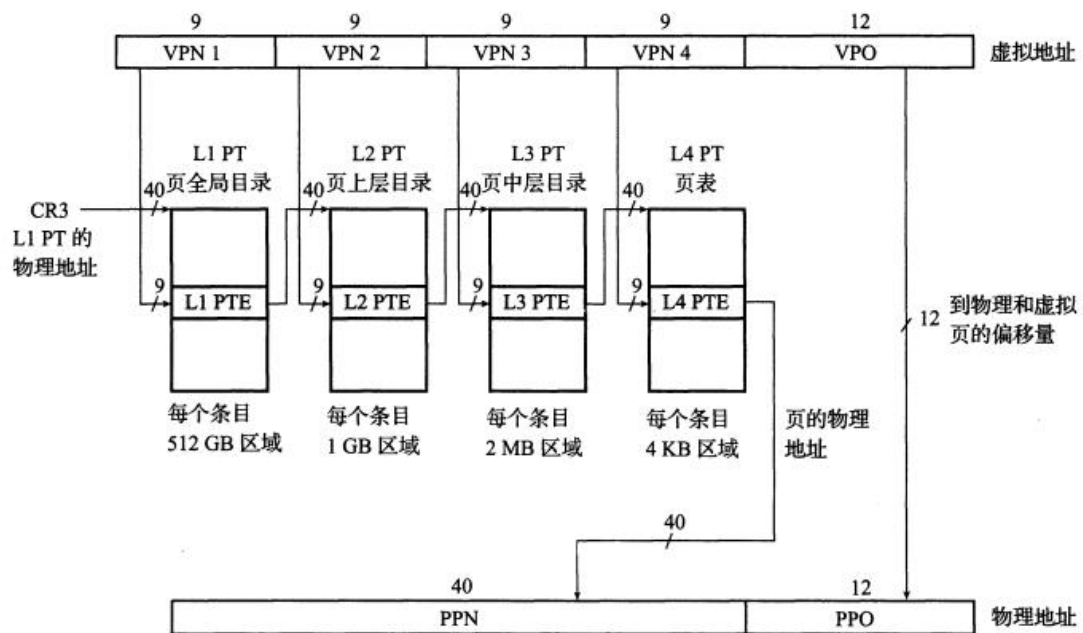 9 9 9 9 12
VPN 1 VPN 2 VPN 3 VPN 4 VPO 虚拟地址
L1 PT L2 PT L3 PT L4 PT
页全局目录 页上层目录 页中层目录 页表
40 40 40 40
CR3
L1 PT 的
物理地址
9 9 9 9
L1 PTE L2 PTE L3 PTE L4 PTE
12
到物理和虚拟
页的偏移量
每个条目 每个条目 每个条目 每个条目
512 GB 区域 1 GB 区域 2 MB 区域 4 KB 区域
页的物理
地址
40
40 12
PPN PPO 物理地址